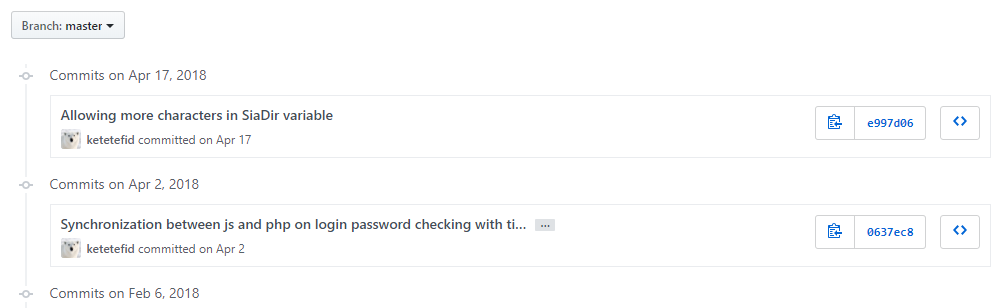 Branch: master
Commits on Apr 17, 2018
Allowing more characters in SiaDir variable
ketetefid committed on Apr 17
e997d06
Commits on Apr 2, 2018
Synchronization between js and php on login password checking with ti... ...
ketetefid committed on Apr 2
0637ec8
Commits on Feb 6, 2018